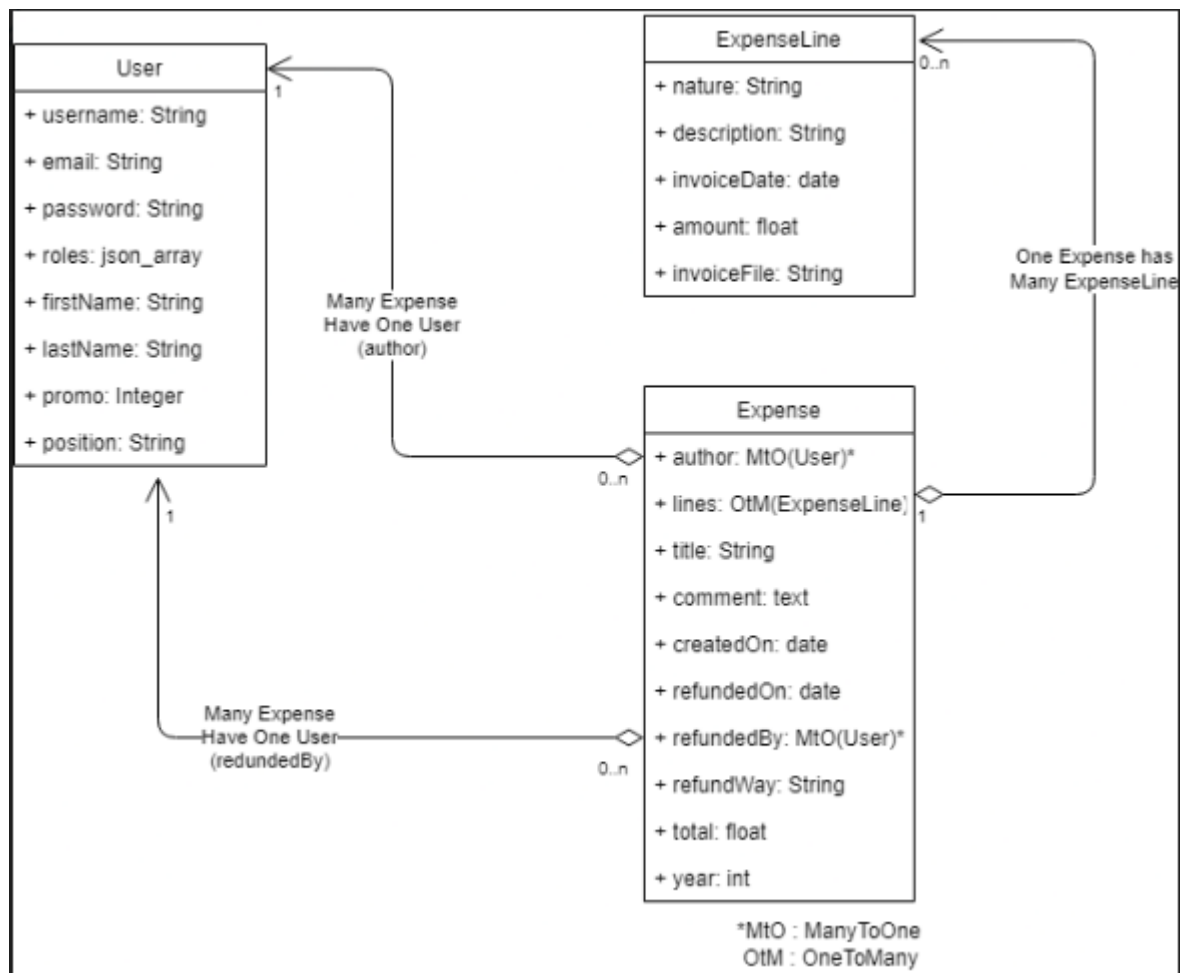 User
+ username: String
+ email: String
+ password: String
+ roles: json_array
+ firstName: String
+ lastName: String
+ promo: Integer
+ position: String
1
1
Many Expense
Have One User
(author)
0..n
Many Expense
Have One User
(redundedBy)
0..n
ExpenseLine
+ nature: String
+ description: String
+ invoiceDate: date
+ amount: float
+ invoiceFile: String
0..n
One Expense has
Many ExpenseLine
1
Expense
+ author: MtO(User)*
+ lines: OtM(ExpenseLine)
+ title: String
+ comment: text
+ createdOn: date
+ refundedOn: date
+ refundedBy: MtO(User)*
+ refundWay: String
+ total: float
+ year: int
*MtO : ManyToOne
OtM : OneToMany